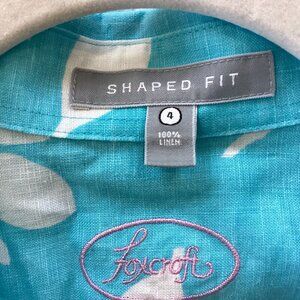 SHAPED FIT
4
100%
LINEN
Foxcroft